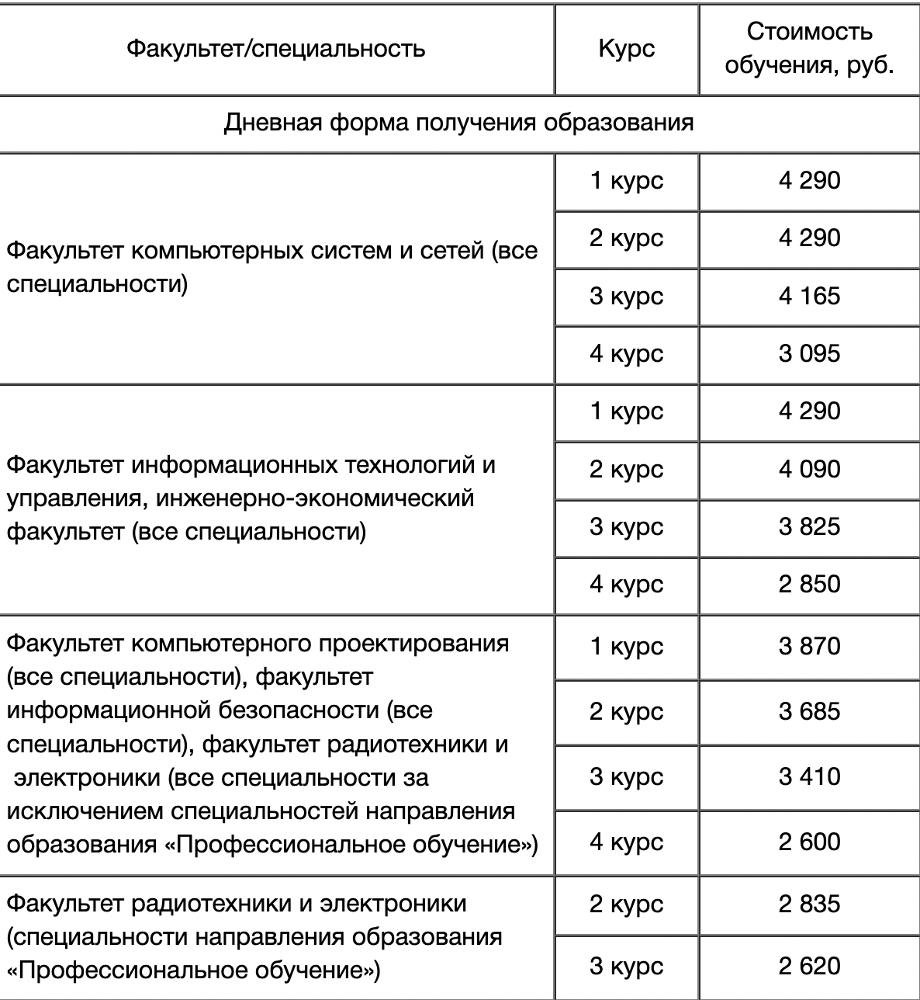 Факультет/специальность
Курс
Стоимость
обучения, руб.
Дневная форма получения образования
Факультет компьютерных систем и сетей (все
специальности)
1 курс
4 290
2 курс
4 290
3 курс
4 165
4 курс
3 095
Факультет информационных технологий и
управления, инженерно-экономический
факультет (все специальности)
1 курс
4 290
2 курс
4 090
3 курс
3 825
4 курс
2 850
Факультет компьютерного проектирования
(все специальности), факультет
информационной безопасности (все
специальности), факультет радиотехники и
электроники (все специальности за
исключением специальностей направления
образования «Профессиональное обучение»)
1 курс
3 870
2 курс
3 685
3 курс
3 410
4 курс
2 600
Факультет радиотехники и электроники
(специальности направления образования
«Профессиональное обучение»)
2 курс
2 835
3 курс
2 620